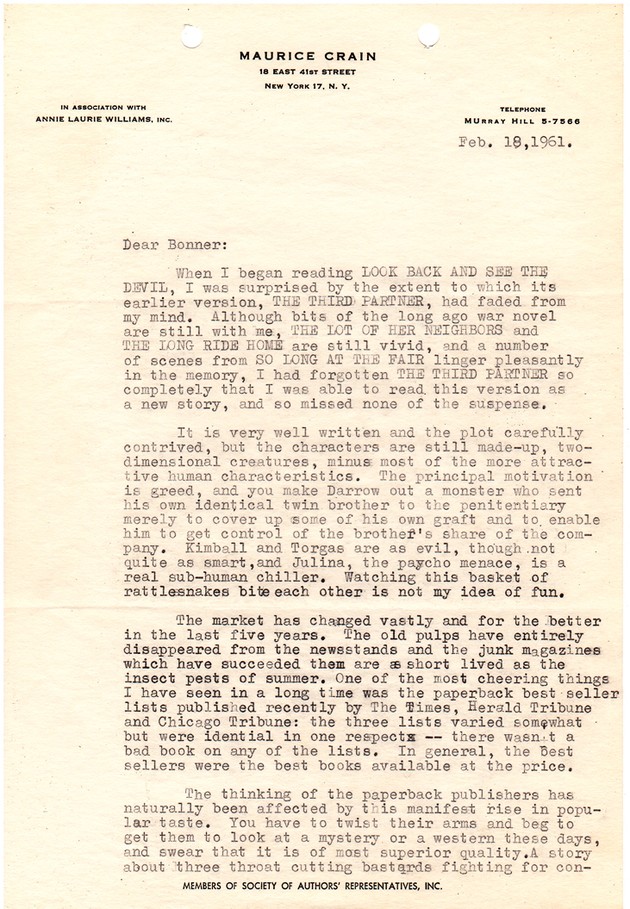 MAURICE CRAIN
18 EAST 41ST STREET
NEW YORK 17, N. Y.
IN ASSOCIATION WITH
ANNIE LAURIE WILLIAMS, INC.
TELEPHONE
MURRAY HILL 5-7566
Feb. 18,1961.
Dear Bonner:
When I began reading LOOK BACK AND SEE THE
DEVIL, I was surprised by the extent to which its
earlier version, THE THIRD PARTNER, had faded from
my mind. Although bits of the long ago war novel
are still with me, THE LOT OF HER NEIGHBORS and
THE LONG RIDE HOME are still vivid, and a number
of scenes from SO LONG AT THE FAIR linger pleasantly
in the memory, I had forgotten THE THIRD PARTNER so
completely that I was able to read this version as
a new story, and so missed none of the suspense.
It is very well written and the plot carefully
contrived, but the characters are still made-up, two-
dimensional creatures, minus most of the more attrac-
tive human characteristics. The principal motivation
is greed, and you make Darrow out a monster who sent
his own identical twin brother to the penitentiary
merely to cover up some of his own graft and to enable
him to get control of the brother's share of the com-
pany. Kimball and Torgas are as evil, though not
quite as smart,and Julina, the paycho menace, is a
real sub-human chiller. Watching this basket of
rattlesnakes bite each other is not my idea of fun.
The market has changed vastly and for the better
in the last five years. The old pulps have entirely
disappeared from the newsstands and the junk magazines
which have succeeded them are as short lived as the
insect pests of summer. One of the most cheering things
I have seen in a long time was the paperback best seller
lists published recently by The Times, Herald Tribune
and Chicago Tribune: the three lists varied somewhat
but were idential in one respect -- there wasn't a
bad book on any of the lists. In general, the Best
sellers were the best books available at the price.
The thinking of the paperback publishers has
naturally been affected by this manifest rise in popu-
lar taste. You have to twist their arms and beg to
get them to look at a mystery or a western these days,
and swear that it is of most superior quality.A story
about three throat cutting bastards fighting for con-
MEMBERS OF SOCIETY OF AUTHORS' REPRESENTATIVES, INC.